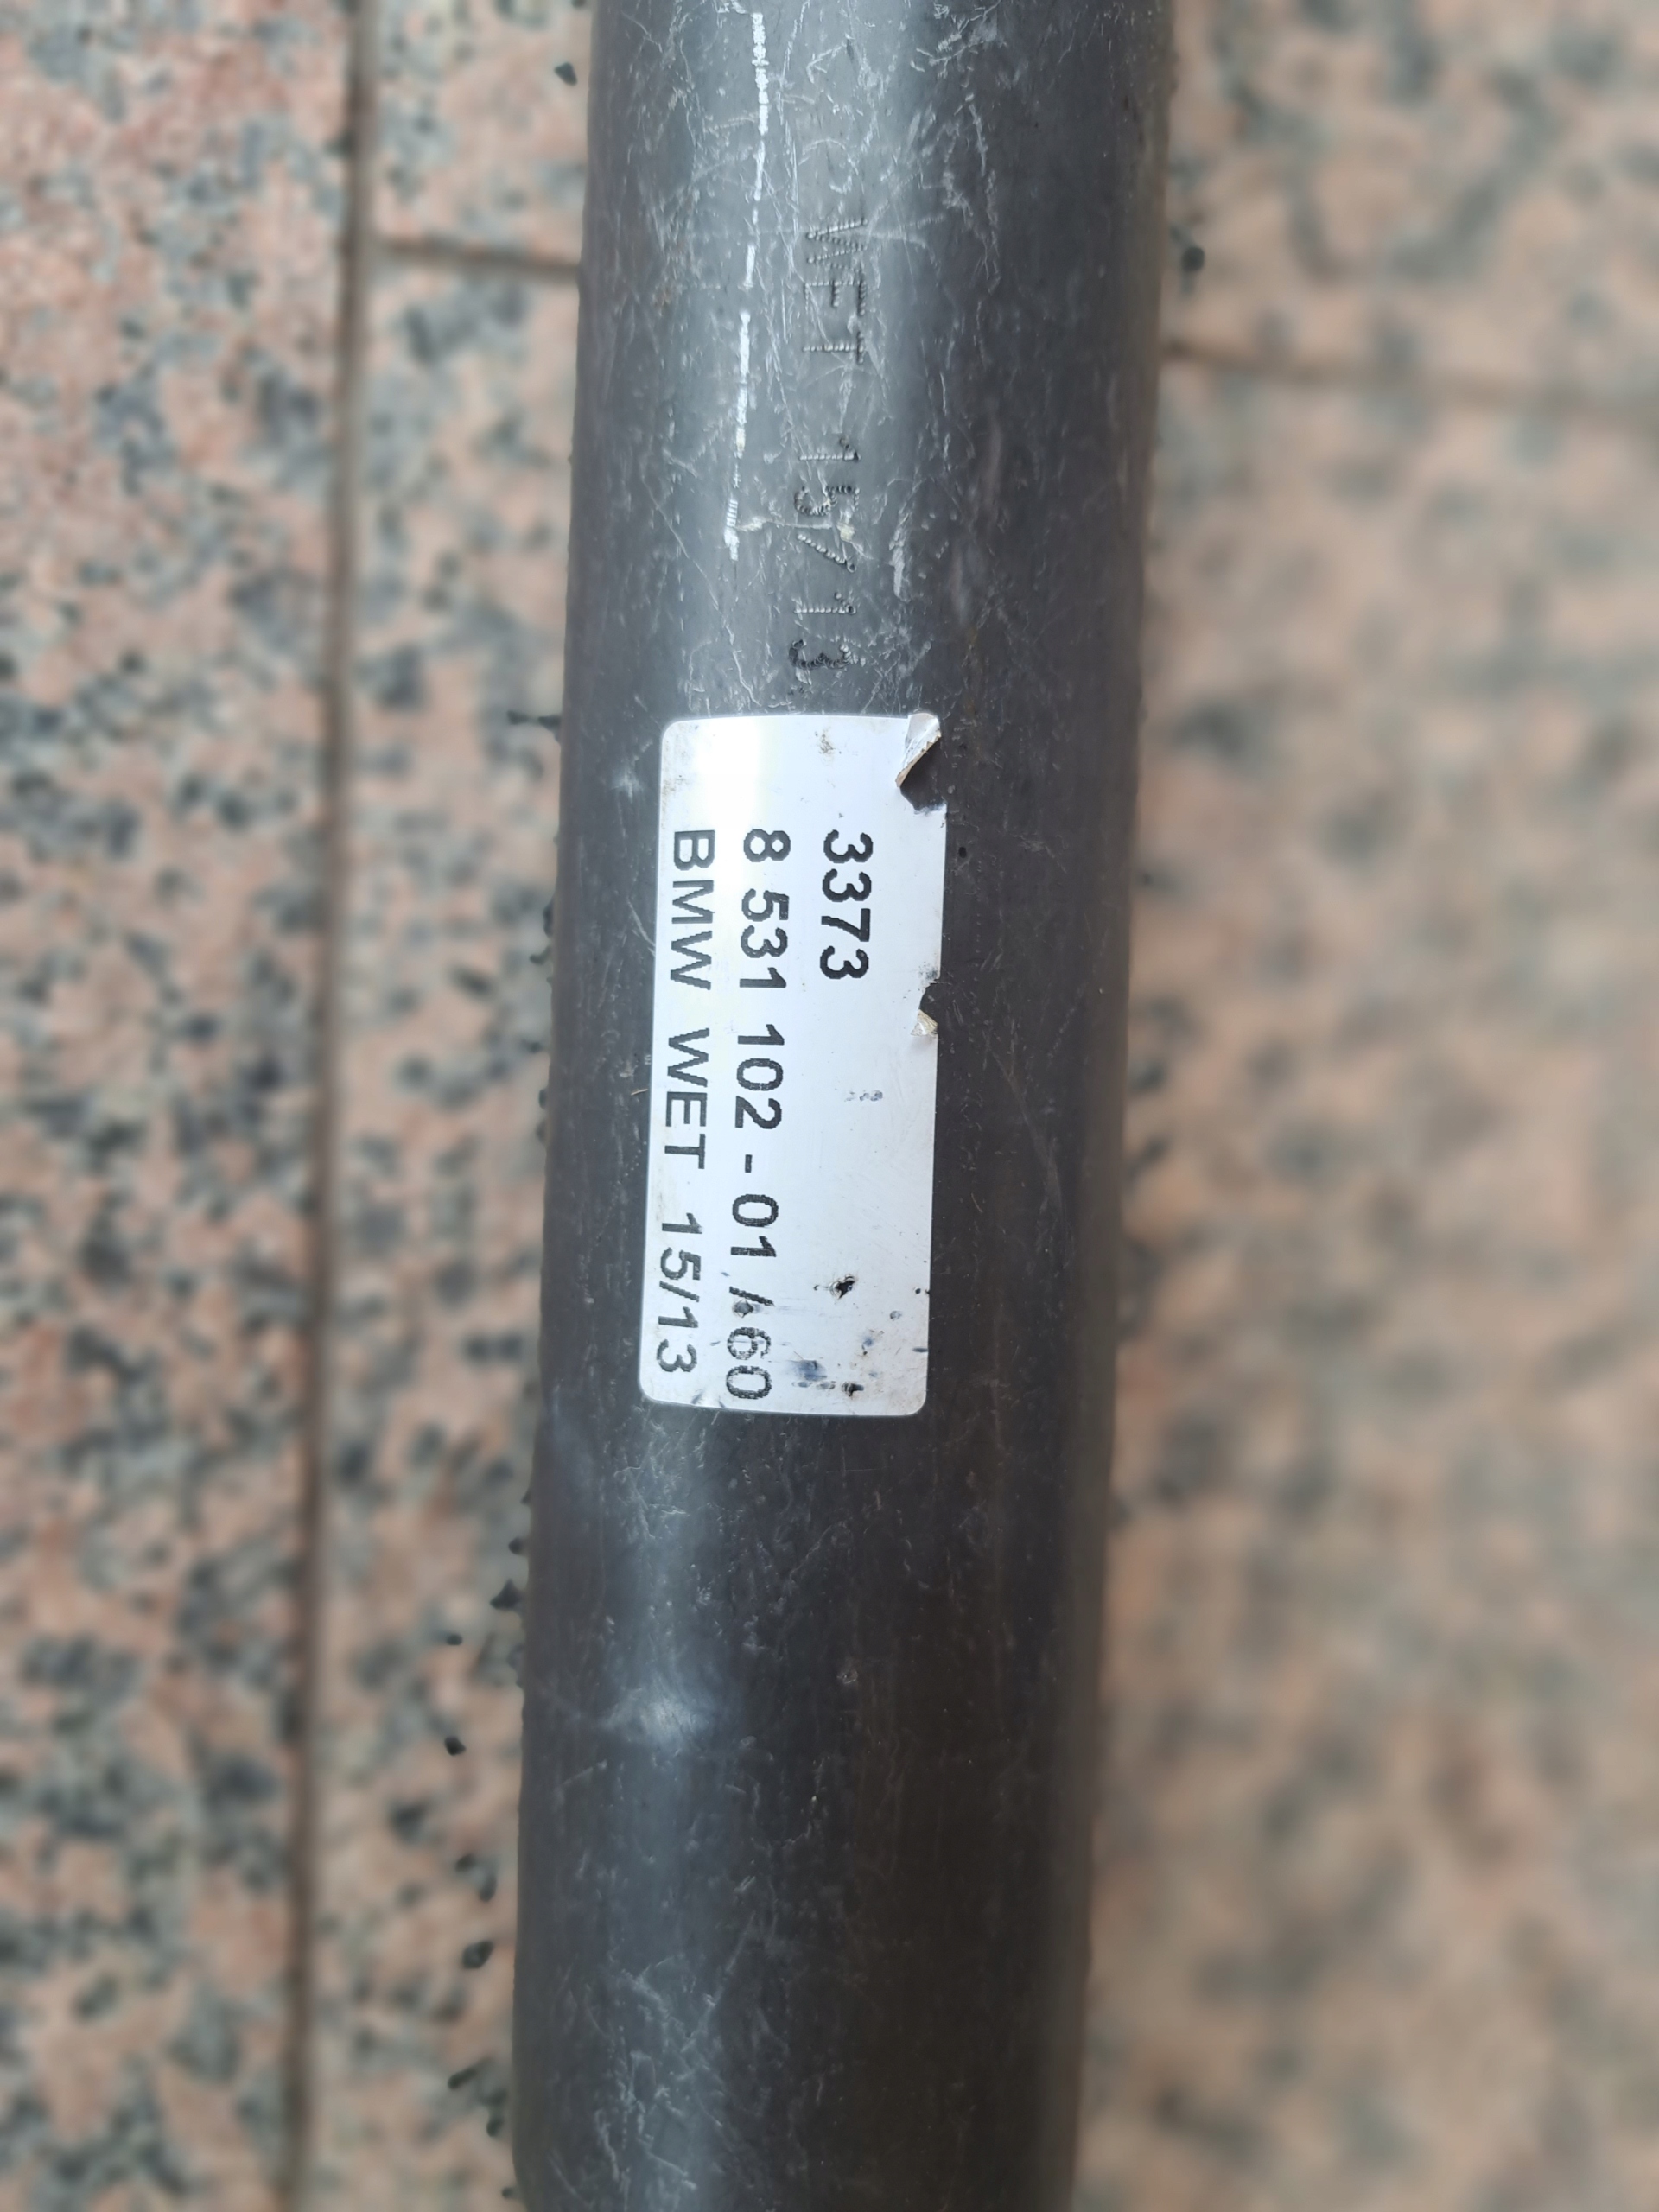 WET 15/13
3373
8 531 102 - 01 /60
BMW WET 15/13